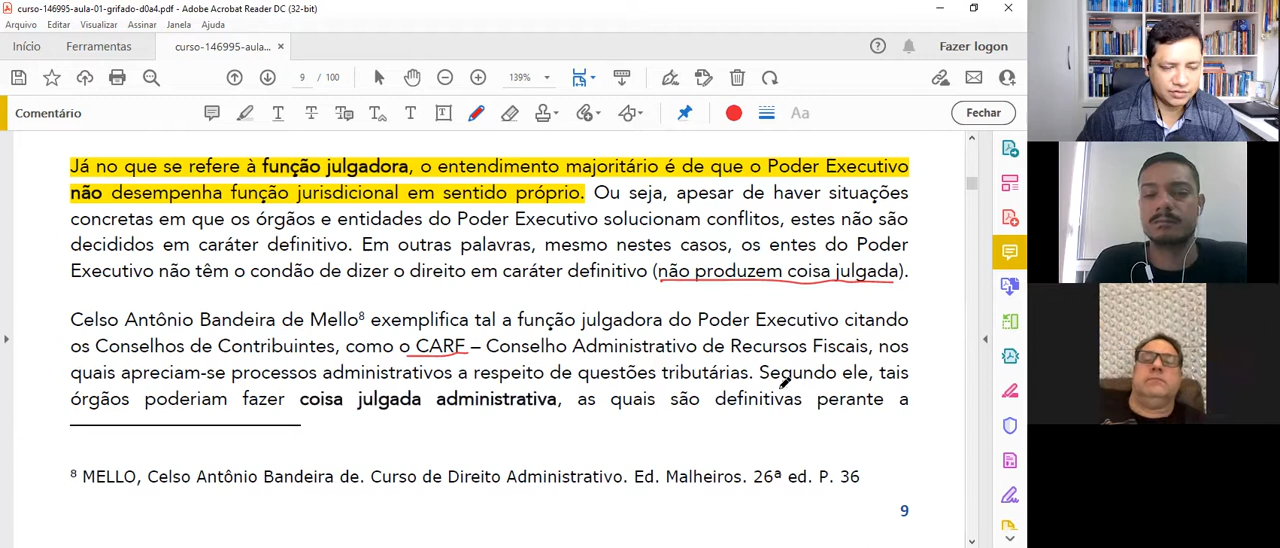 curso-146995-aula-01-grifado-d0a4.pdf - Adobe Acrobat Reader DC (32-bit)
Arquivo Editar Visualizar Assinar Janela Ajuda
Início Ferramentas curso-146995-aula... × Fazer logon
9 / 100 139%
Comentário Aa Fechar
Já no que se refere à função julgadora, o entendimento majoritário é de que o Poder Executivo
não desempenha função jurisdicional em sentido próprio. Ou seja, apesar de haver situações
concretas em que os órgãos e entidades do Poder Executivo solucionam conflitos, estes não são
decididos em caráter definitivo. Em outras palavras, mesmo nestes casos, os entes do Poder
Executivo não têm o condão de dizer o direito em caráter definitivo (não produzem coisa julgada).
Celso Antônio Bandeira de Mello⁸ exemplifica tal a função julgadora do Poder Executivo citando
os Conselhos de Contribuintes, como o CARF – Conselho Administrativo de Recursos Fiscais, nos
quais apreciam-se processos administrativos a respeito de questões tributárias. Segundo ele, tais
órgãos poderiam fazer coisa julgada administrativa, as quais são definitivas perante a
⁸ MELLO, Celso Antônio Bandeira de. Curso de Direito Administrativo. Ed. Malheiros. 26ª ed. P. 36
9